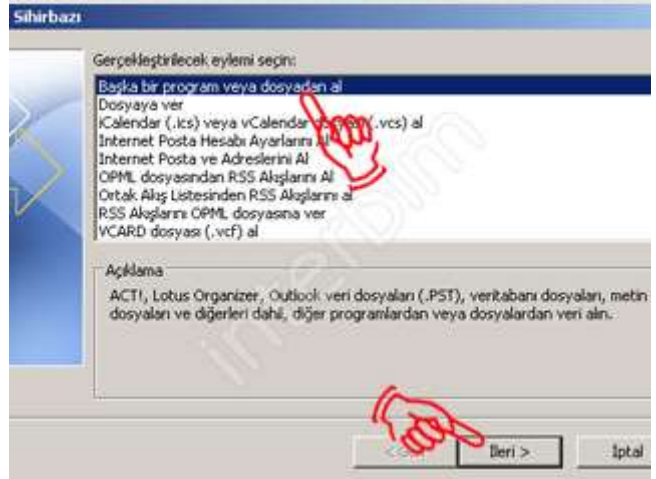 Sihirbazı
Gerçekleştirilecek eylemi seçin:
Başka bir program veya dosyadan al
Dosyaya ver
iCalendar (.ics) veya vCalendar (.vcs) al
Internet Posta Hesabı Ayarlarını Al
Internet Posta ve Adreslerini Al
OPML dosyasından RSS Akışlarını Al
Ortak Akış Listesinden RSS Akışlarını al
RSS Akışlarını OPML dosyasına ver
VCARD dosyası (.vcf) al
Açıklama
ACT!, Lotus Organizer, Outlook veri dosyaları (.PST), veritabanı dosyaları, metin
dosyaları ve diğerleri dahil, diğer programlardan veya dosyalardan veri alın.
interbim
İleri >
İptal